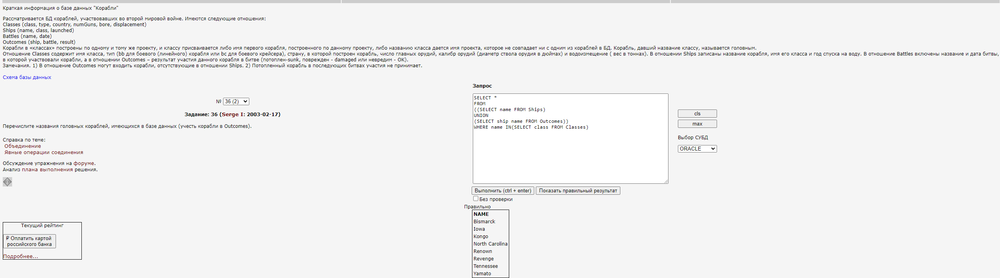 Краткая информация о базе данных "Корабли"
Рассматривается БД кораблей, участвовавших во второй мировой войне. Имеются следующие отношения:
Classes (class, type, country, numGuns, bore, displacement)
Ships (name, class, launched)
Battles (name, date)
Outcomes (ship, battle, result)
Корабли в «классах» построены по одному и тому же проекту, и классу присваивается либо имя первого корабля, построенного по данному проекту, либо названию класса дается имя проекта, которое не совпадает ни с одним из кораблей в БД. Корабль, давший название классу, называется головным.
Отношение Classes содержит имя класса, тип (bb для боевого (линейного) корабля или bc для боевого крейсера), страну, в которой построен корабль, число главных орудий, калибр орудий (диаметр ствола орудия в дюймах) и водоизмещение ( вес в тоннах). В отношении Ships записаны название корабля, имя его класса и год спуска на воду. В отношение Battles включены название и дата битвы,
в которой участвовали корабли, а в отношении Outcomes – результат участия данного корабля в битве (потоплен-sunk, поврежден - damaged или невредим - OK).
Замечания. 1) В отношение Outcomes могут входить корабли, отсутствующие в отношении Ships. 2) Потопленный корабль в последующих битвах участия не принимает.
Схема базы данных
№ 36 (2)
Задание: 36 (Serge I: 2003-02-17)
Перечислите названия головных кораблей, имеющихся в базе данных (учесть корабли в Outcomes).
Справка по теме:
Объединение
Явные операции соединения
Обсуждение упражнения на форуме.
Анализ плана выполнения решения.
Текущий рейтинг
₽ Оплатить картой
российского банка
Подробнее...
Запрос
SELECT *
FROM
((SELECT name FROM Ships)
UNION
(SELECT ship name FROM Outcomes))
WHERE name IN(SELECT class FROM Classes)
cls
max
Выбор СУБД
ORACLE
Выполнить (ctrl + enter) Показать правильный результат
Без проверки
Правильно
NAME
Bismarck
Iowa
Kongo
North Carolina
Renown
Revenge
Tennessee
Yamato